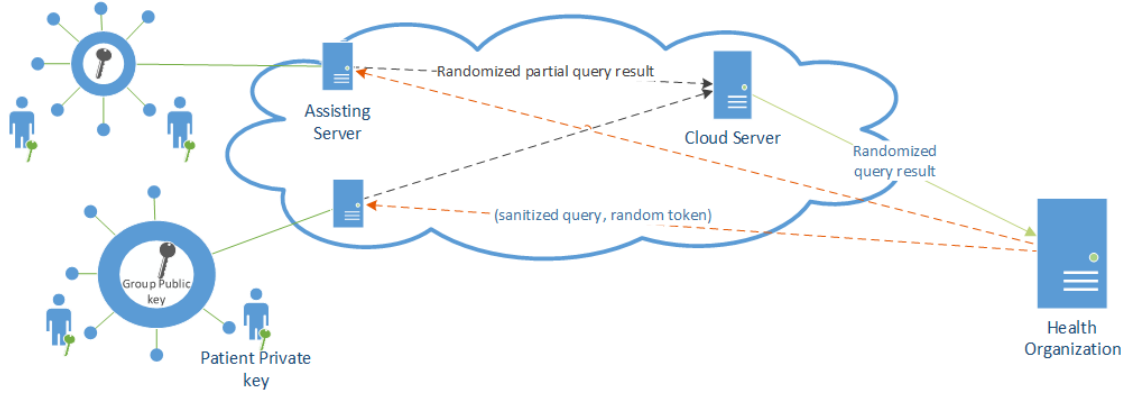 Randomized partial query result
Assisting
Server
Cloud Server
Randomized
query result
(sanitized query, random token)
Group Public
key
Patient Private
key
Health
Organization